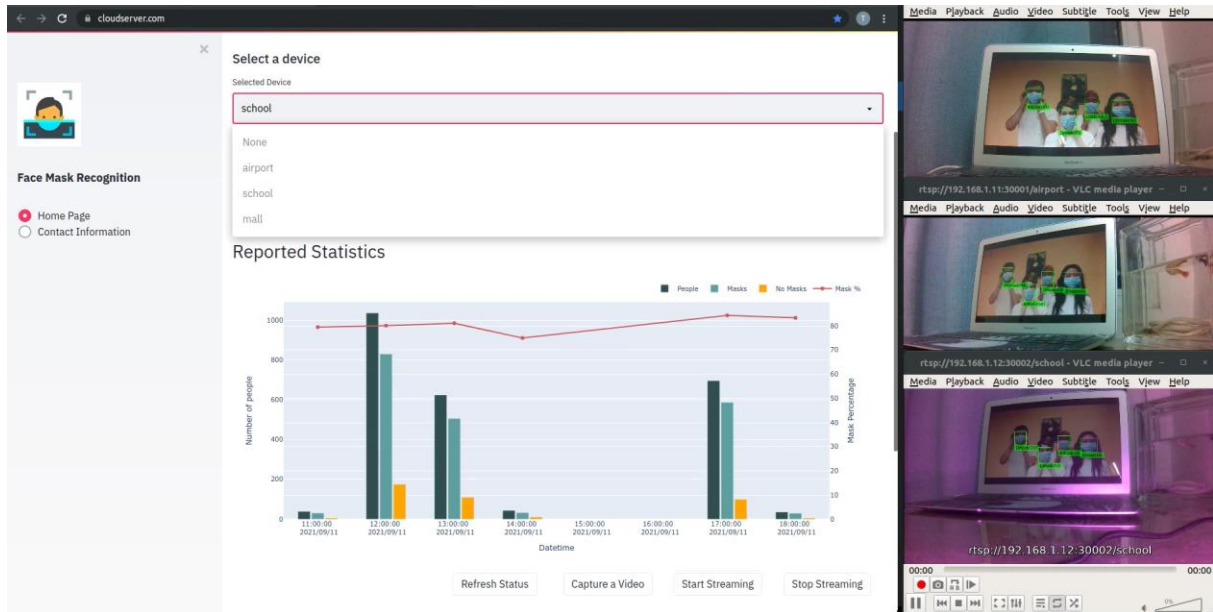 cloudserver.com
T
×
Face Mask Recognition
Home Page
Contact Information
Select a device
Selected Device
school
None
airport
school
mall
Reported Statistics
People Masks No Masks Mask %
Number of people
1000
800
600
400
200
0
80
70
60
50
40
30
20
10
0
Mask Percentage
11:00:00 12:00:00 13:00:00 14:00:00 15:00:00 16:00:00 17:00:00 18:00:00
2021/09/11 2021/09/11 2021/09/11 2021/09/11 2021/09/11 2021/09/11 2021/09/11 2021/09/11
Datetime
Refresh Status Capture a Video Start Streaming Stop Streaming
Media Playback Audio Video Subtitle Tools View Help
rtsp://192.168.1.11:30001/airport - VLC media player
Media Playback Audio Video Subtitle Tools View Help
rtsp://192.168.1.12:30002/school - VLC media player
Media Playback Audio Video Subtitle Tools View Help
rtsp://192.168.1.12:30002/school
00:00 00:00
0%